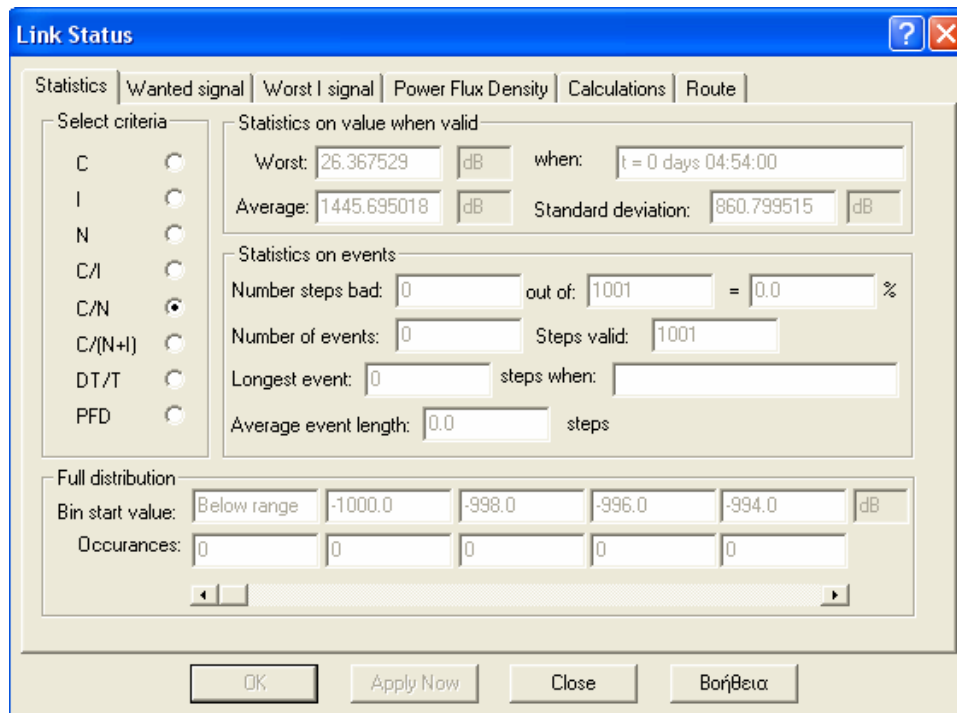 Link Status
Statistics Wanted signal Worst I signal Power Flux Density Calculations Route
Select criteria
C
I
N
C/I
C/N
C/(N+I)
DT/T
PFD
Statistics on value when valid
Worst: 26.367529 dB when: t = 0 days 04:54:00
Average: 1445.695018 dB Standard deviation: 860.799515 dB
Statistics on events
Number steps bad: 0 out of: 1001 = 0.0 %
Number of events: 0 Steps valid: 1001
Longest event: 0 steps when:
Average event length: 0.0 steps
Full distribution
Bin start value: Below range -1000.0 -998.0 -996.0 -994.0 dB
Occurances: 0 0 0 0 0
OK Apply Now Close Βοήθεια